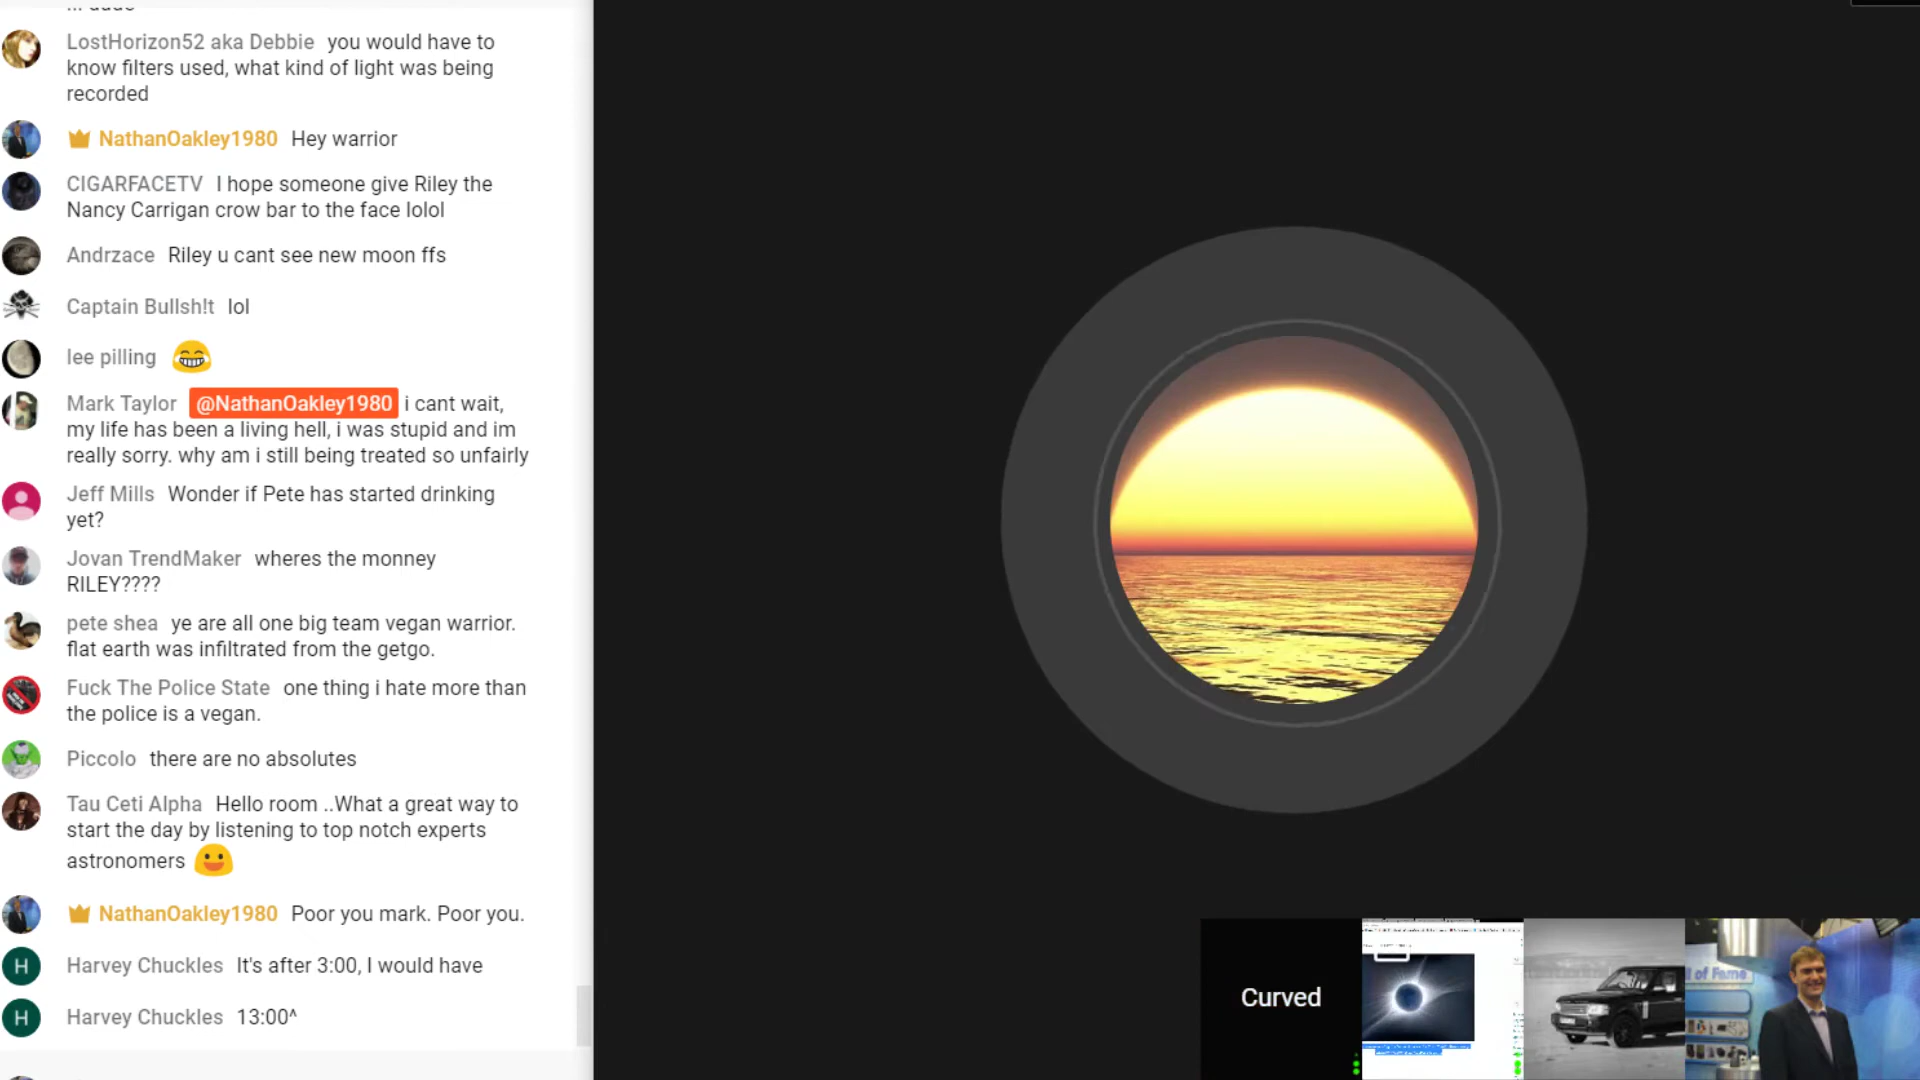 LostHorizon52 aka Debbie you would have to
know filters used, what kind of light was being
recorded
NathanOakley1980 Hey warrior
CIGARFACETV I hope someone give Riley the
Nancy Carrigan crow bar to the face lolol
Andrzace Riley u cant see new moon ffs
Captain Bullsh!t lol
lee pilling
Mark Taylor @NathanOakley1980 i cant wait,
my life has been a living hell, i was stupid and im
really sorry. why am i still being treated so unfairly
Jeff Mills Wonder if Pete has started drinking
yet?
Jovan TrendMaker wheres the monney
RILEY????
pete shea ye are all one big team vegan warrior.
flat earth was infiltrated from the getgo.
Fuck The Police State one thing i hate more than
the police is a vegan.
Piccolo there are no absolutes
Tau Ceti Alpha Hello room ..What a great way to
start the day by listening to top notch experts
astronomers
NathanOakley1980 Poor you mark. Poor you.
H Harvey Chuckles It's after 3:00, I would have
H Harvey Chuckles 13:00^
Curved
of Fame